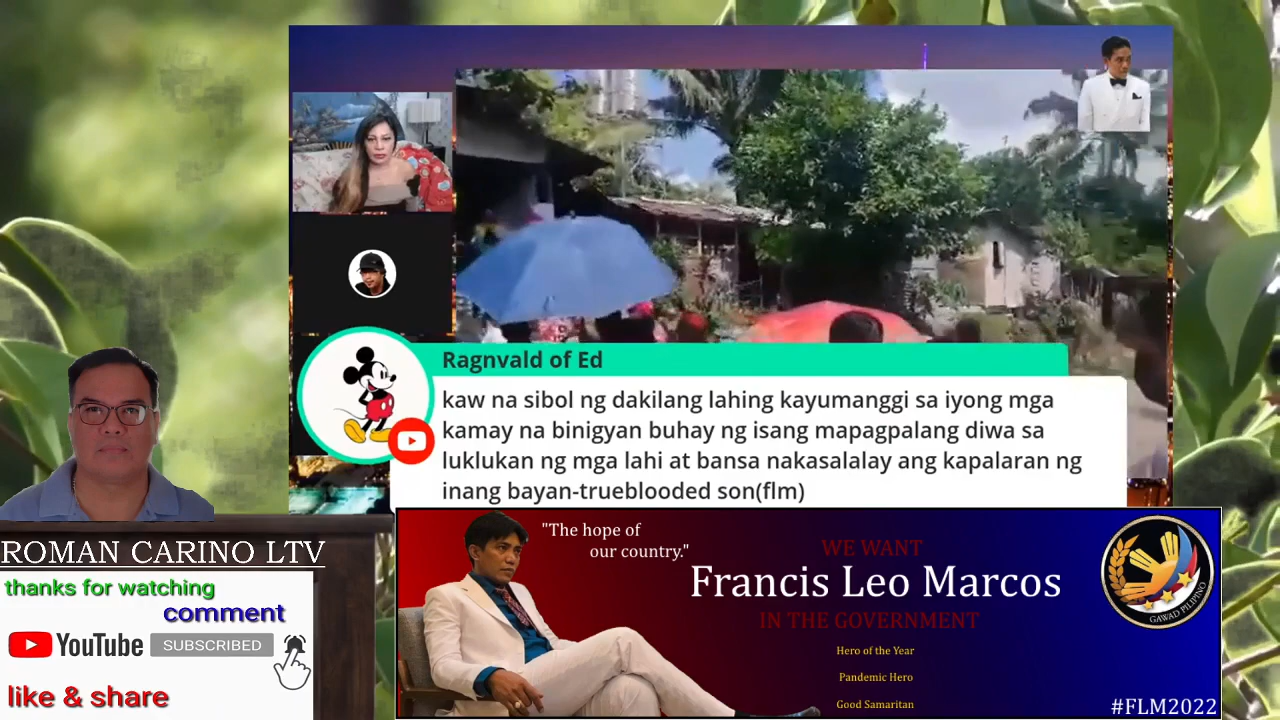 Ragnvald of Ed
kaw na sibol ng dakilang lahing kayumanggi sa iyong mga
kamay na binigyan buhay ng isang mapagpalang diwa sa
luklukan ng mga lahi at bansa nakasalalay ang kapalaran ng
inang bayan-trueblooded son(flm)
"The hope of
our country."
WE WANT
Francis Leo Marcos
IN THE GOVERNMENT
Hero of the Year
Pandemic Hero
Good Samaritan
GAWAD PILIPINO
#FLM2022
ROMAN CARINO LTV
thanks for watching
comment
YouTube SUBSCRIBED
like & share